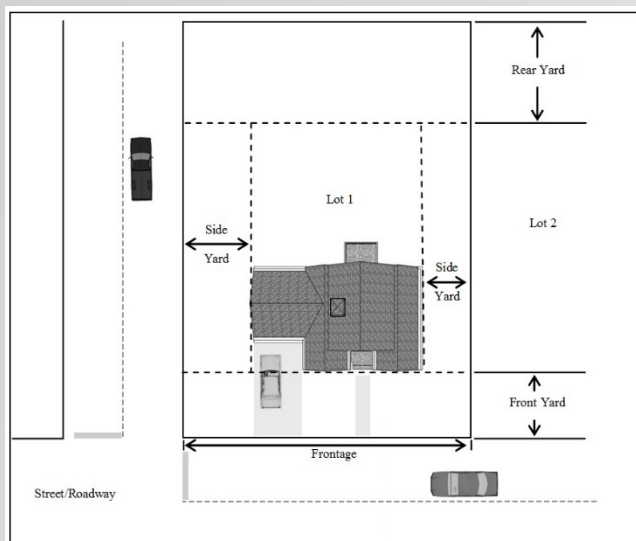 Rear Yard
Lot 1
Side
Yard
Lot 2
Side
Yard
Front Yard
Frontage
Street/Roadway